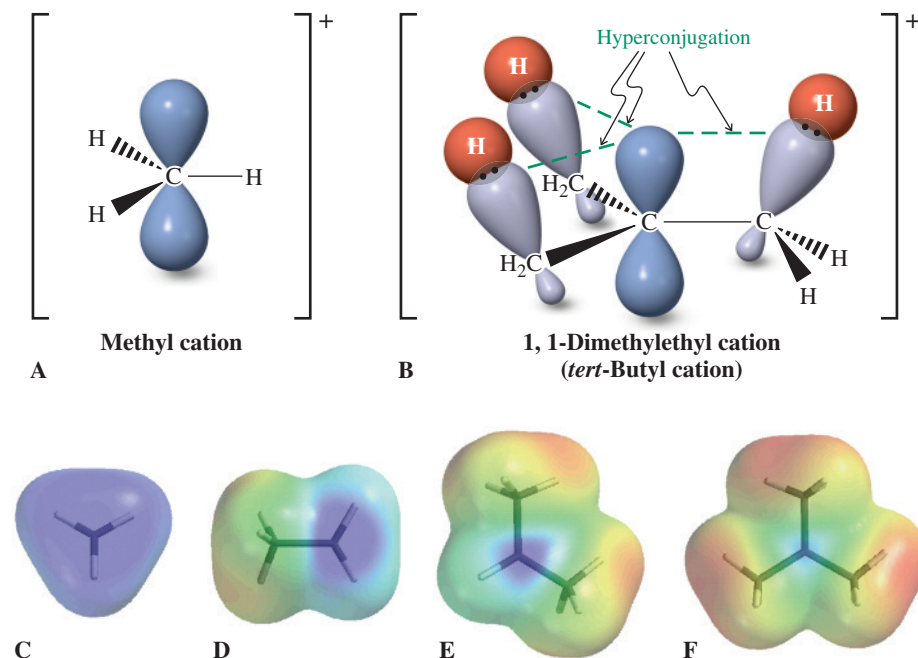 +
H
H
C
H
Methyl cation
A
+
Hyperconjugation
H
H
H
H₂C
H₂C
C
C
H
H
1, 1-Dimethylethyl cation
(tert-Butyl cation)
B
C
D
E
F